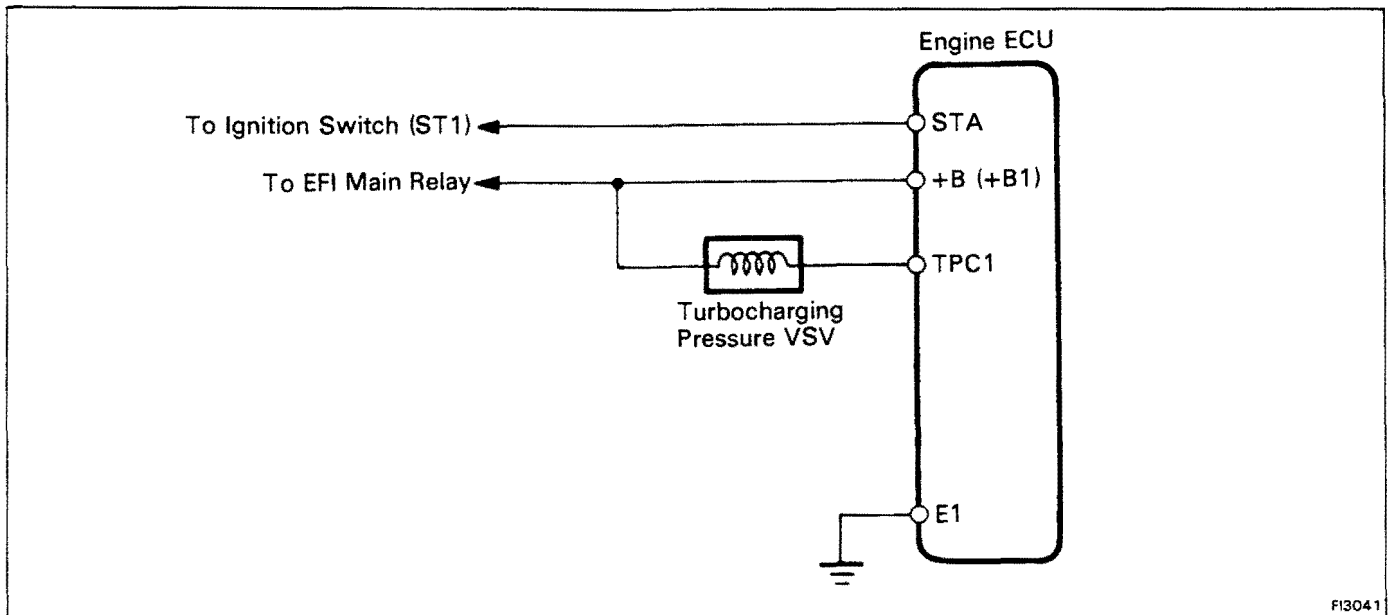 Engine ECU
To Ignition Switch (ST1)
STA
To EFI Main Relay
+B (+B1)
TPC1
Turbocharging
Pressure VSV
E1
FI3041